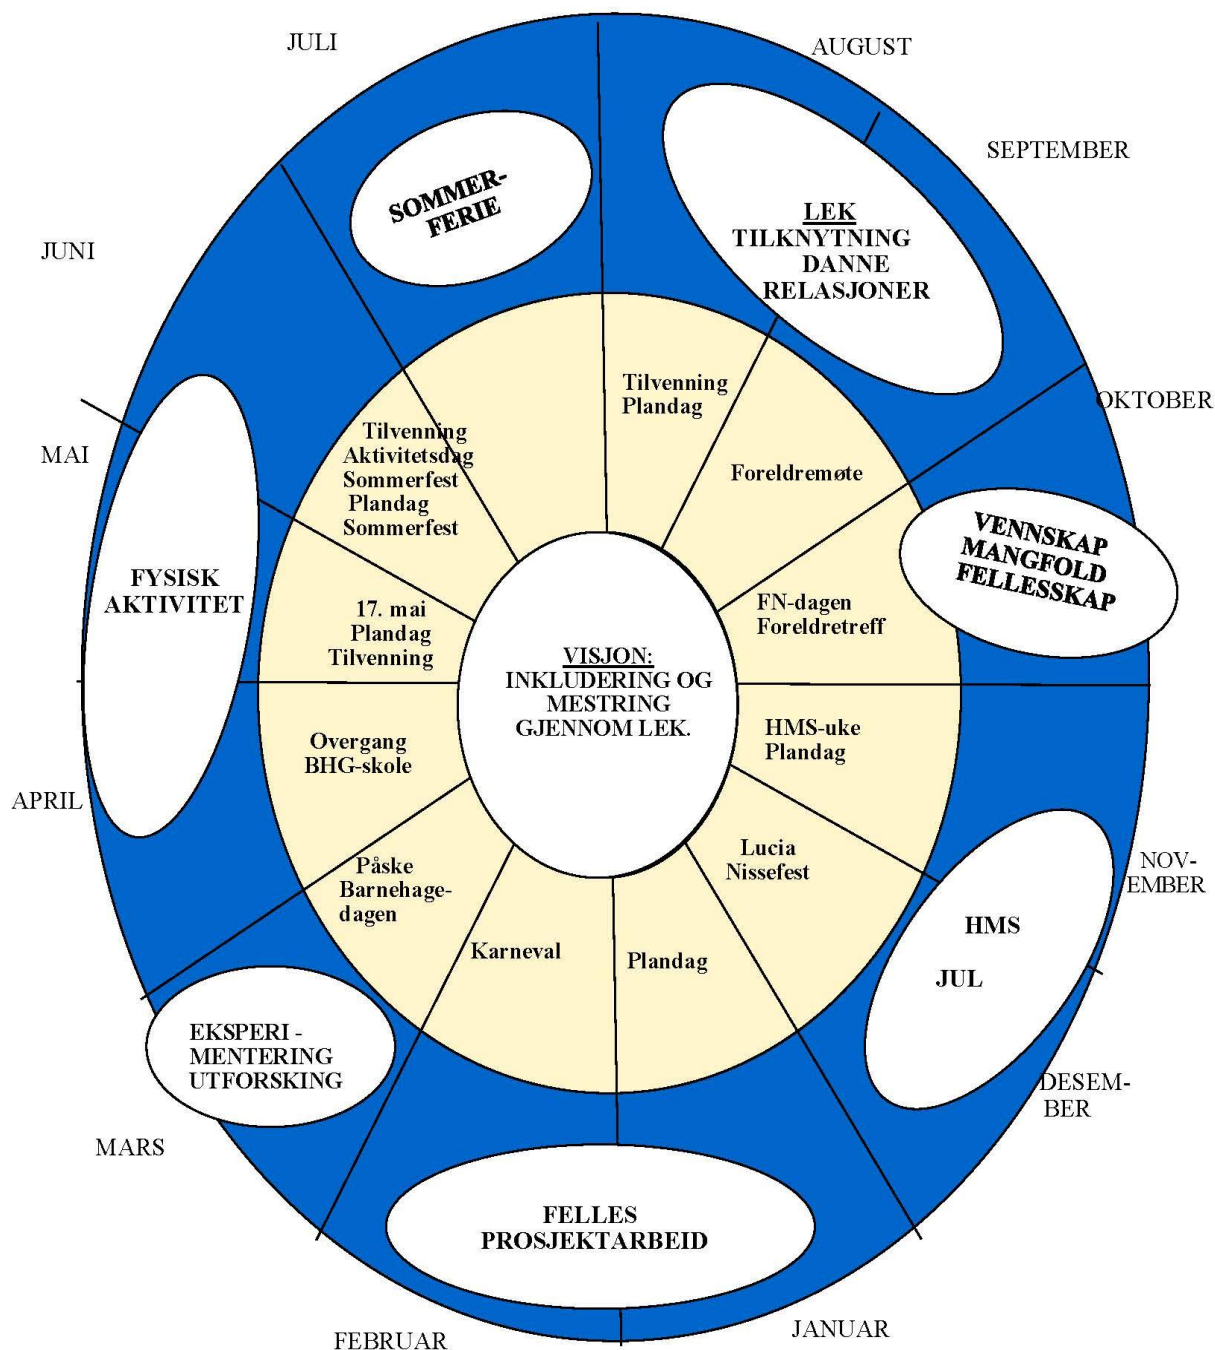 JULI
AUGUST
SEPTEMBER
SOMMER-
FERIE
LEK
TILKNYTNING
DANNE
RELASJONER
JUNI
OKTOBER
Tilvenning
Plandag
Tilvenning
Aktivitetsdag
Sommerfest
Plandag
Sommerfest
Foreldremøte
MAI
VENNSKAP
MANGFOLD
FELLESSKAP
FYSISK
AKTIVITET
17. mai
Plandag
Tilvenning
FN-dagen
Foreldretreff
VISJON:
INKLUDERING OG
MESTRING
GJENNOM LEK.
Overgang
BHG-skole
HMS-uke
Plandag
APRIL
Påske
Barnehage-
dagen
Lucia
Nissefest
NOV-
EMBER
Karneval
Plandag
HMS
JUL
EKSPERI -
MENTERING
UTFORSKING
DESEM-
BER
MARS
FELLES
PROSJEKTARBEID
FEBRUAR
JANUAR